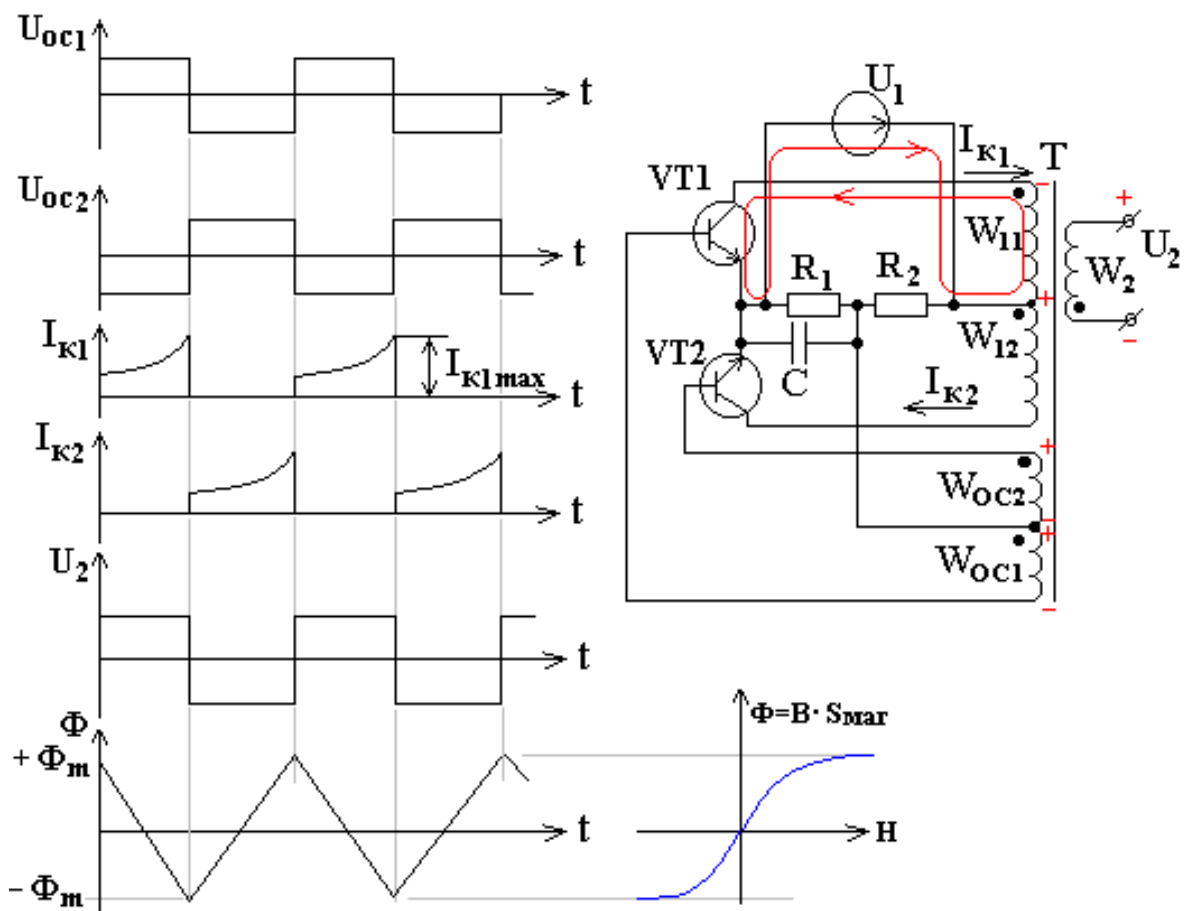 Uос1
t
Uос2
t
Iк1
Iк1max
t
Iк2
t
U2
t
Φ
+ Φm
t
− Φm
U1
Iк1
T
VT1
+
−
W11
U2
R1
R2
W2
+
−
W12
VT2
C
Iк2
+
Wос2
−
+
Wос1
−
Φ=B· Sмаг
H